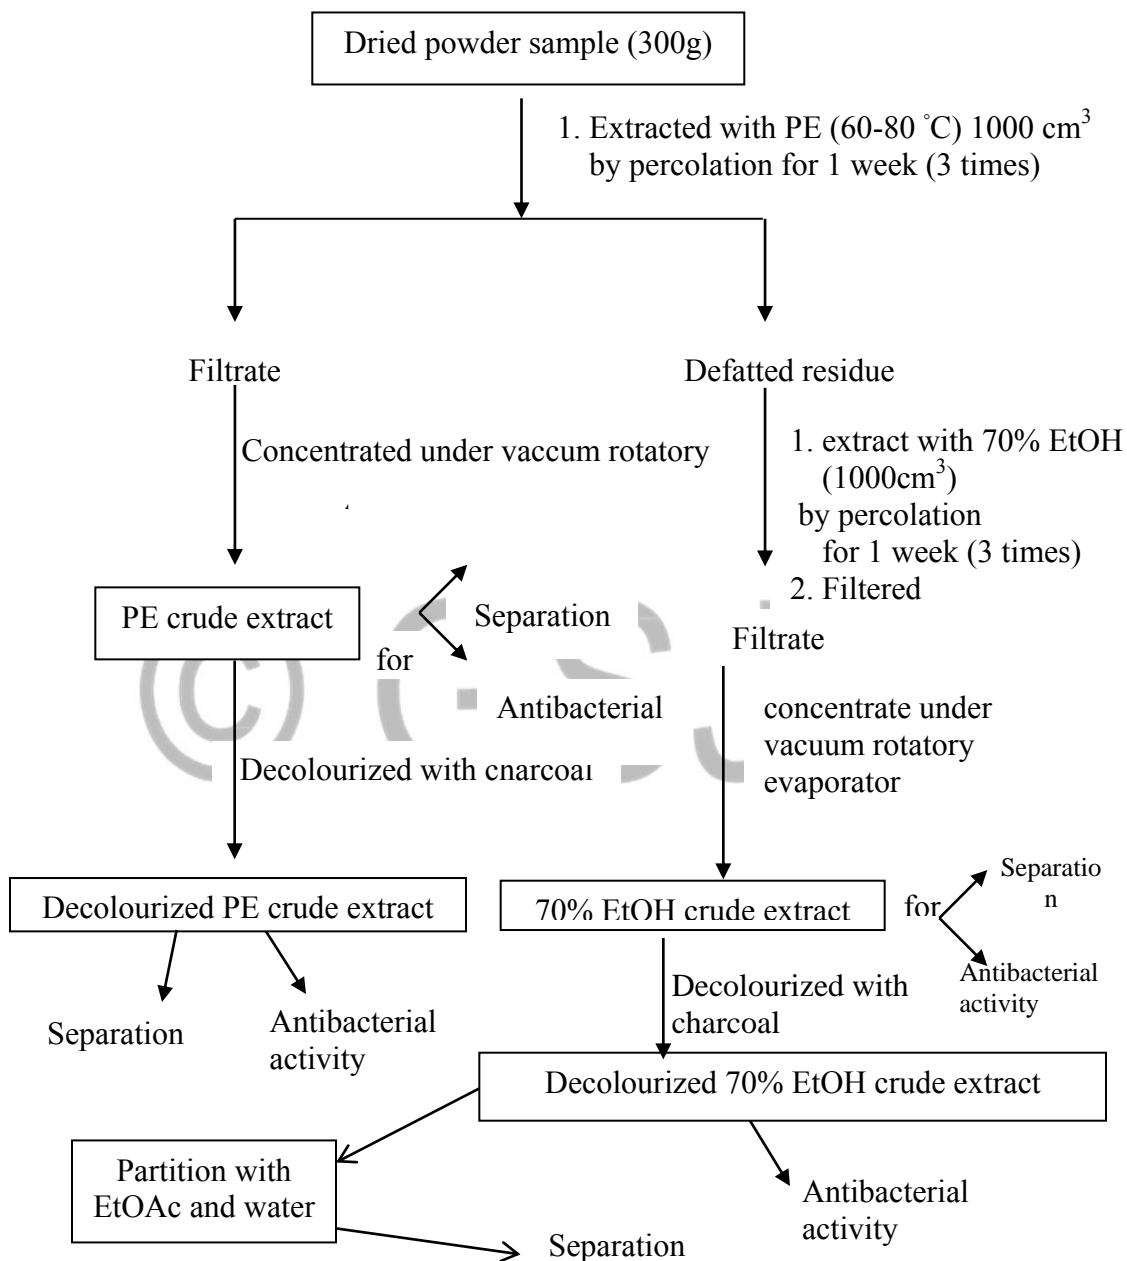 Dried powder sample (300g)
1. Extracted with PE (60-80 °C) 1000 cm³
by percolation for 1 week (3 times)
Filtrate
Defatted residue
Concentrated under vaccum rotatory
1. extract with 70% EtOH
(1000cm³)
by percolation
for 1 week (3 times)
2. Filtered
PE crude extract
for
Separation
Antibacterial
Filtrate
concentrate under
vacuum rotatory
evaporator
Decolourized with charcoal
Decolourized PE crude extract
Separation
Antibacterial
activity
70% EtOH crude extract
for
Separatio
n
Antibacterial
activity
Decolourized with
charcoal
Decolourized 70% EtOH crude extract
Partition with
EtOAc and water
Antibacterial
activity
Separation